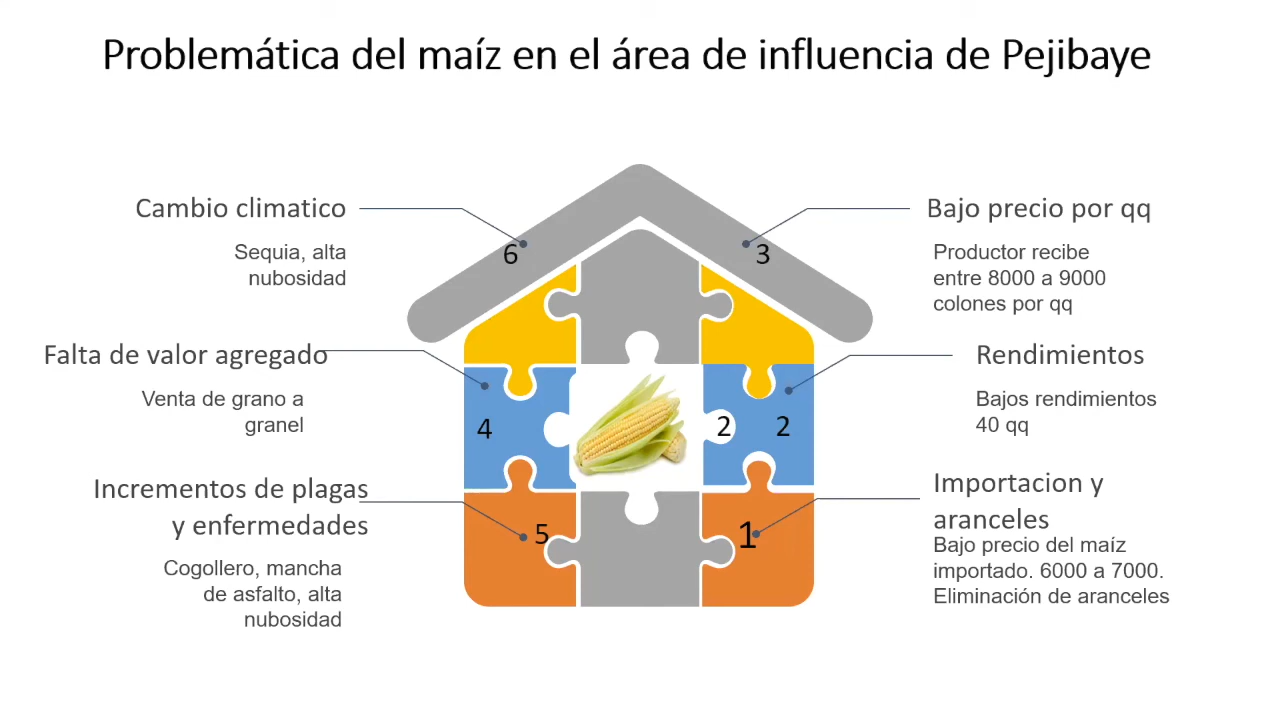 Problemática del maíz en el área de influencia de Pejibaye
Cambio climatico
Sequia, alta
nubosidad
6
3
Bajo precio por qq
Productor recibe
entre 8000 a 9000
colones por qq
Falta de valor agregado
Venta de grano a
granel
4
2
2
Rendimientos
Bajos rendimientos
40 qq
Incrementos de plagas
y enfermedades
Cogollero, mancha
de asfalto, alta
nubosidad
5
1
Importacion y
aranceles
Bajo precio del maíz
importado. 6000 a 7000.
Eliminación de aranceles